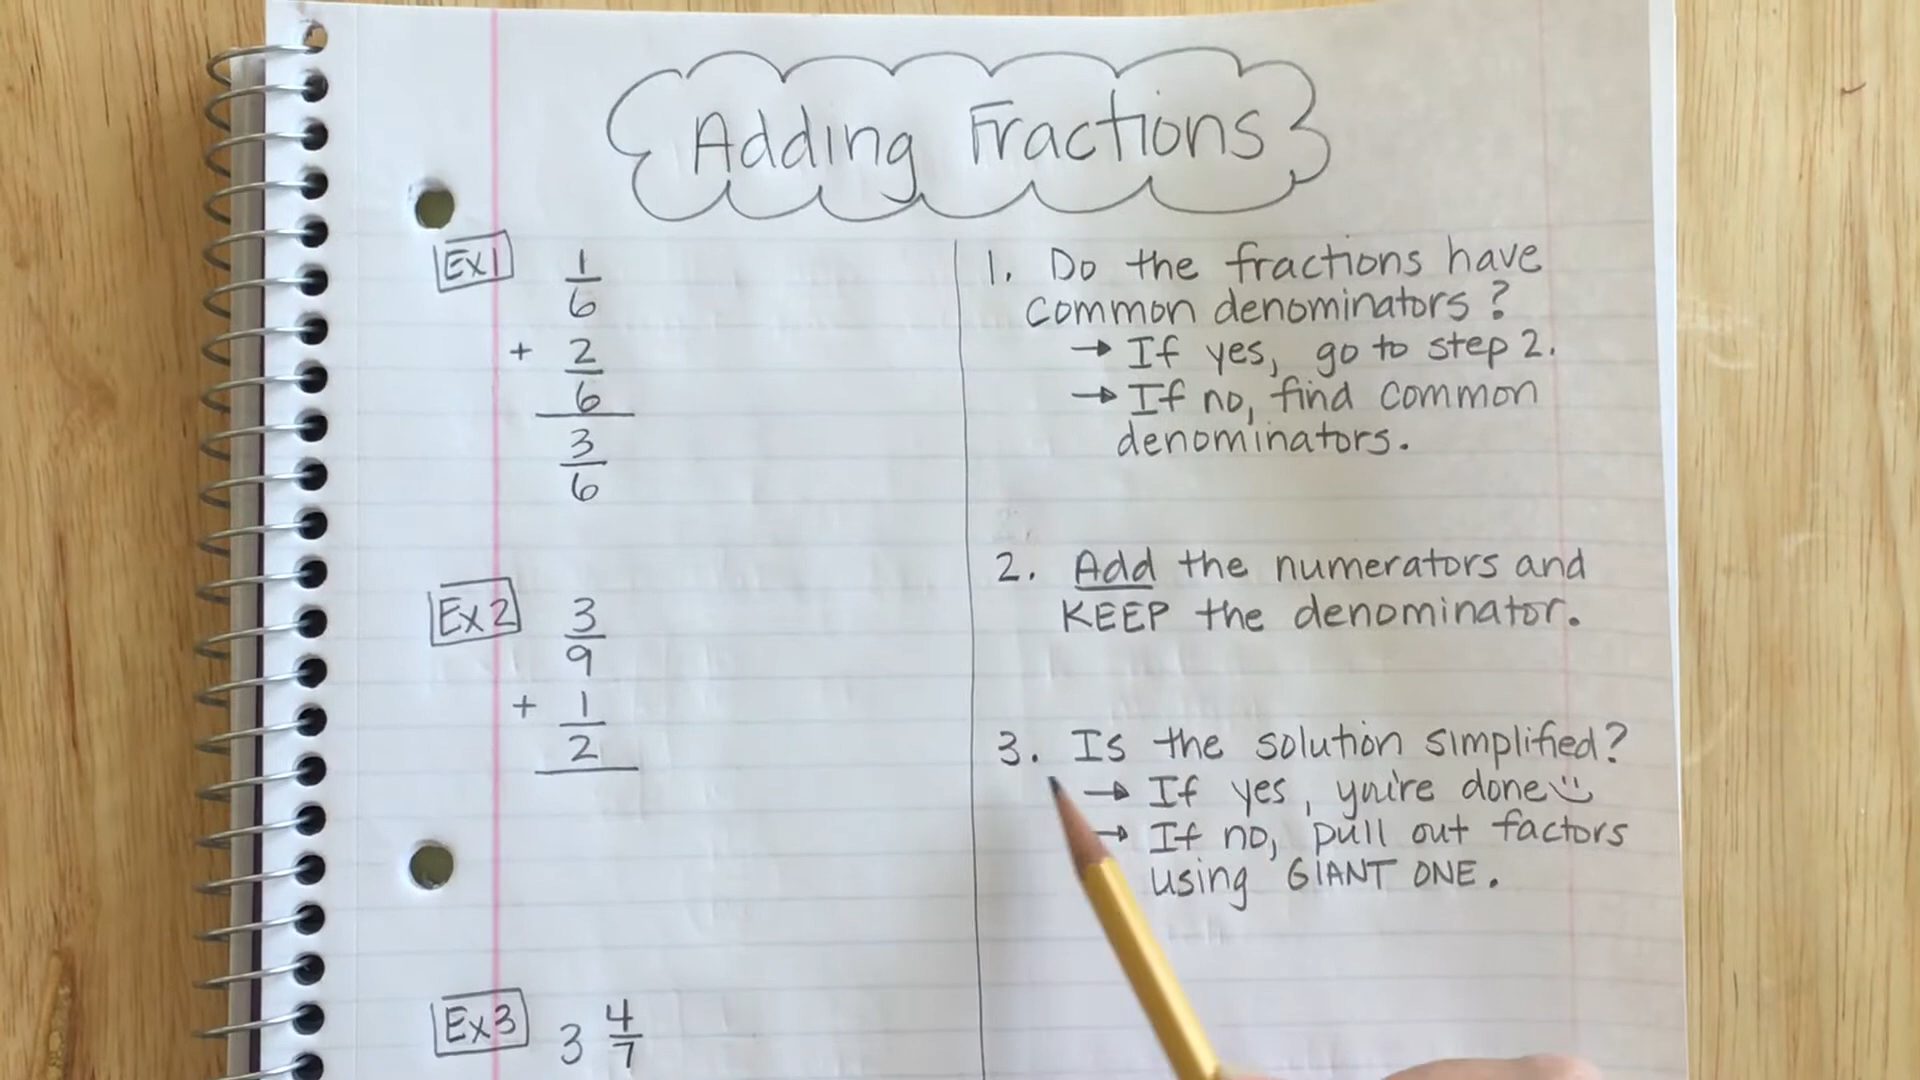 Adding Fractions
Ex1
1
6
+ 2
6
3
6
Ex2
3
9
+ 1
2
Ex3
3 4
7
1. Do the fractions have
common denominators?
→ If yes, go to step 2.
→ If no, find common
denominators.
2. Add the numerators and
KEEP the denominator.
3. Is the solution simplified?
→ If yes, you're done
→ If no, pull out factors
using GIANT ONE.